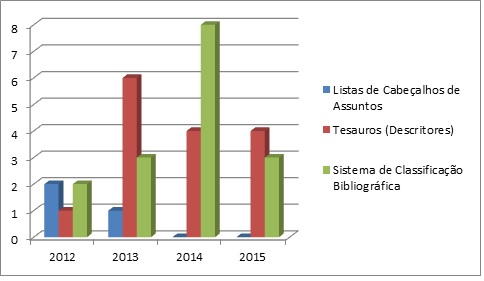 8
7
6
5
4
3
2
1
0
2012 2013 2014 2015
Listas de Cabeçalhos de
Assuntos
Tesauros (Descritores)
Sistema de Classificação
Bibliográfica